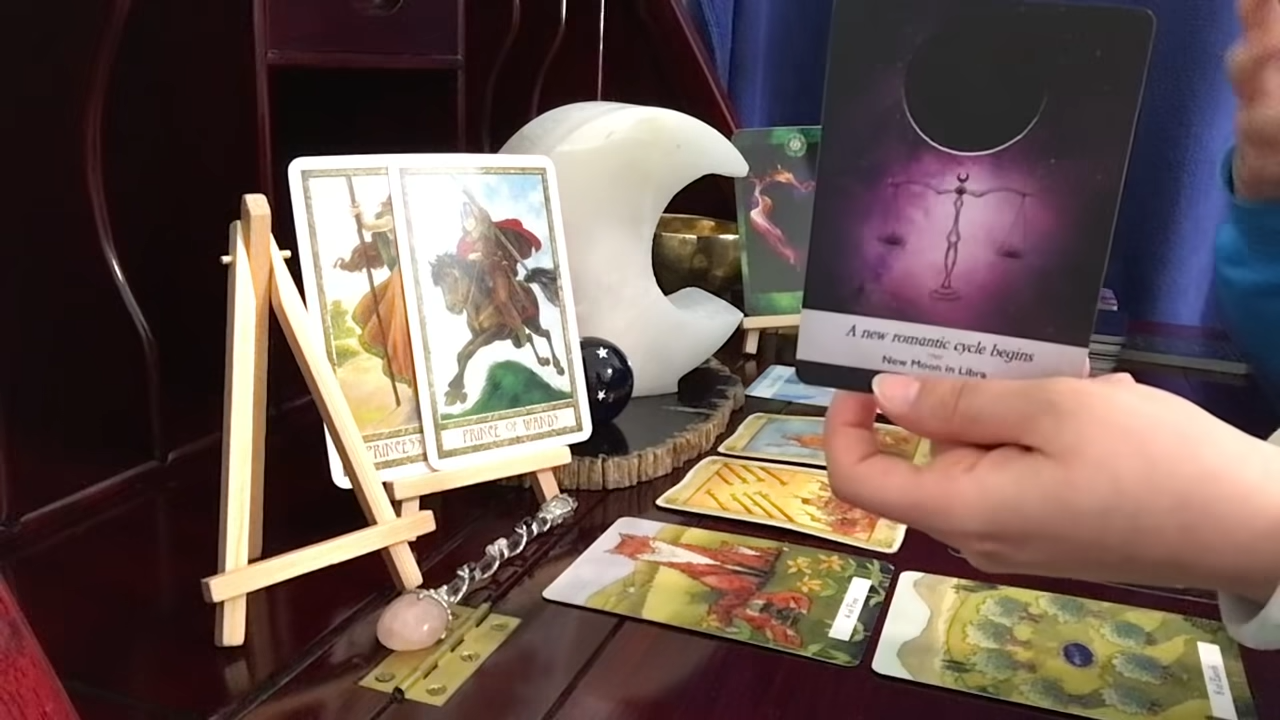 PRINCESS
PRINCE OF WANDS
A new romantic cycle begins
New Moon in Libra